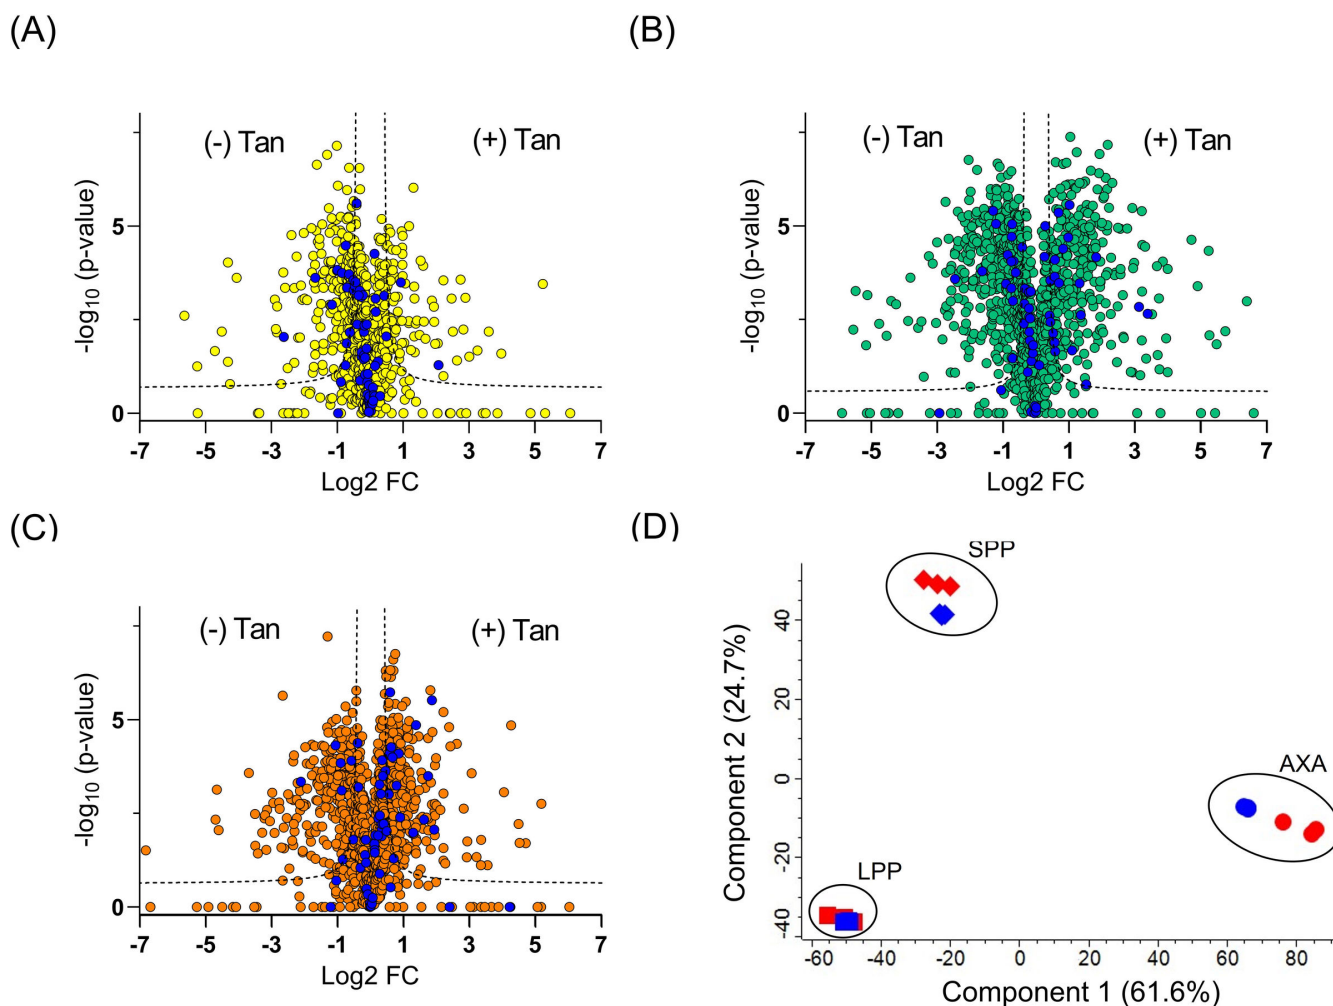 (A)
(-) Tan
(+) Tan
-log10 (p-value)
5
0
-7 -5 -3 -1 1 3 5 7
Log2 FC
(B)
(-) Tan
(+) Tan
-log10 (p-value)
5
0
-7 -5 -3 -1 1 3 5 7
Log2 FC
(C)
(-) Tan
(+) Tan
-log10 (p-value)
5
0
-7 -5 -3 -1 1 3 5 7
Log2 FC
(D)
SPP
AXA
LPP
Component 2 (24.7%)
40
20
0
-20
-40
-60 -40 -20 0 20 40 60 80
Component 1 (61.6%)